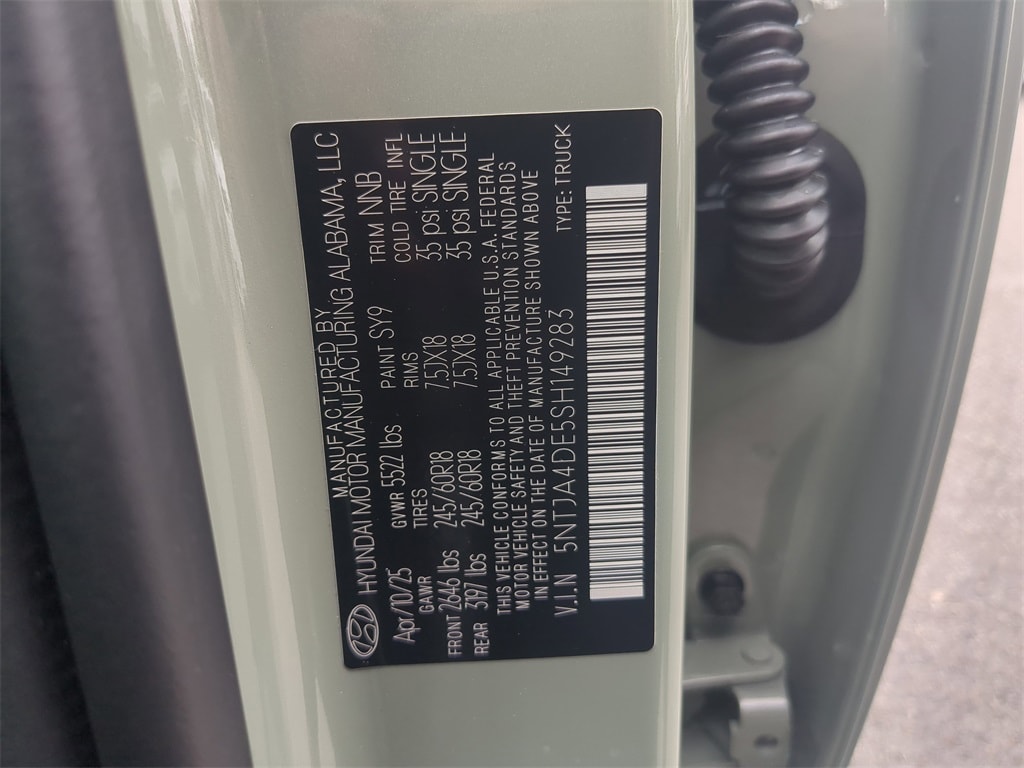 MANUFACTURED BY
HYUNDAI MOTOR MANUFACTURING ALABAMA, LLC
Apr/10/25 GVWR 5522 lbs PAINT SY9 TRIM NNB
GAWR TIRES RIMS COLD TIRE INFL
FRONT 2646 lbs 245/60R18 7.5JX18 35 psi SINGLE
REAR 3197 lbs 245/60R18 7.5JX18 35 psi SINGLE
THIS VEHICLE CONFORMS TO ALL APPLICABLE U.S.A. FEDERAL
MOTOR VEHICLE SAFETY AND THEFT PREVENTION STANDARDS
IN EFFECT ON THE DATE OF MANUFACTURE SHOWN ABOVE
V.I.N 5NTJA4DE5SH149283 TYPE: TRUCK